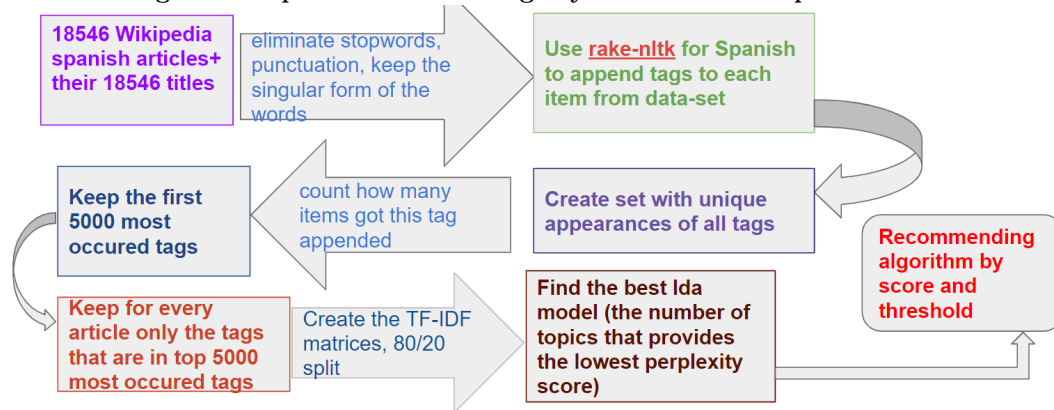 18546 Wikipedia
spanish articles+
their 18546 titles
eliminate stopwords,
punctuation, keep the
singular form of the
words
Use rake-nltk for Spanish
to append tags to each
item from data-set
Create set with unique
appearances of all tags
count how many
items got this tag
appended
Keep the first
5000 most
occured tags
Keep for every
article only the tags
that are in top 5000
most occured tags
Create the TF-IDF
matrices, 80/20
split
Find the best lda
model (the number of
topics that provides
the lowest perplexity
score)
Recommending
algorithm by
score and
threshold